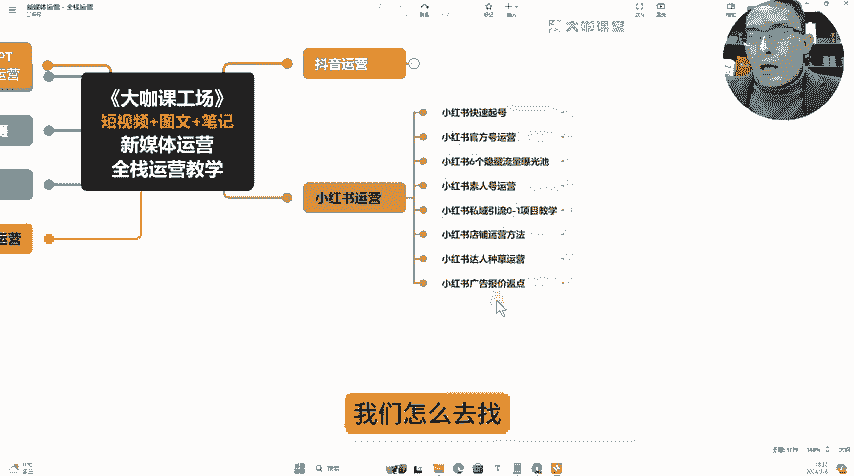 新媒体运营 - 全栈运营
PT
运营
运营
《大咖课工场》
短视频+图文+笔记
新媒体运营
全栈运营教学
抖音运营
小红书运营
小红书快速起号
小红书官方号运营
小红书6个隐藏流量曝光池
小红书素人号运营
小红书私域引流0-1项目教学
小红书店铺运营方法
小红书达人种草运营
小红书广告报价返点
我们怎么去找